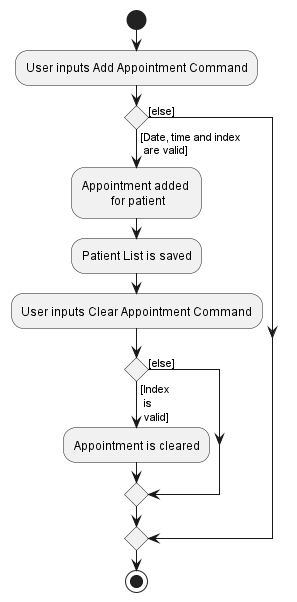 User inputs Add Appointment Command
[else]
[Date, time and index
are valid]
Appointment added
for patient
Patient List is saved
User inputs Clear Appointment Command
[else]
[Index
is
valid]
Appointment is cleared